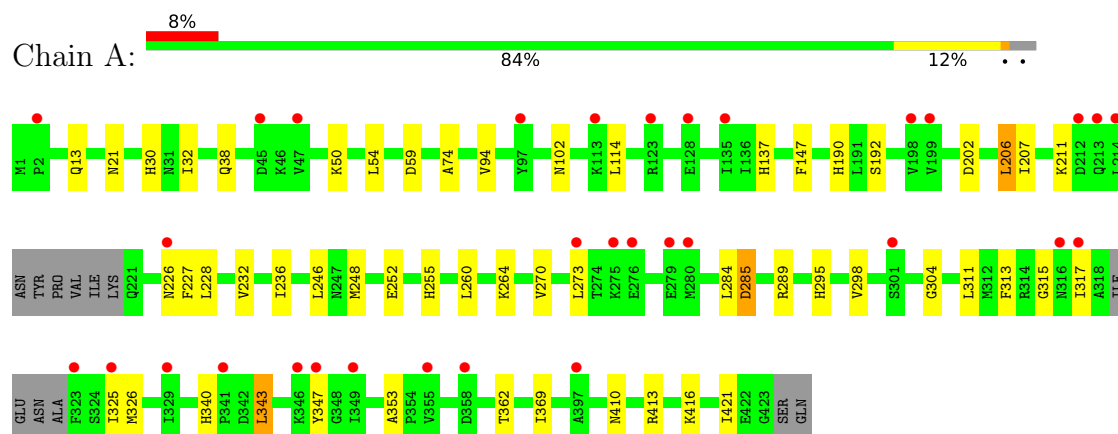 8%
Chain A:
84% 12% • •
M1 P2 Q13 N21 H30 N31 I32 Q38 D45 K46 V47 K50 L54 D59 A74 V94 Y97 N102 K113 L114 R123 E128 I135 I136 H137 F147 H190 L191 S192 V198 V199 D202 L206 I207 K211 D212 Q213 L214
ASN TYR PRO VAL ILE LYS Q221 N226 F227 L228 V232 I236 L246 N247 M248 E252 H255 L260 K264 V270 L273 T274 K275 E276 E279 M280 L284 D285 R289 H295 V298 S301 G304 L311 M312 F313 R314 G315 N316 I317 A318 ILE
GLU ASN ALA F323 S324 I325 M326 I329 H340 P341 D342 L343 K346 Y347 G348 I349 A353 P354 V355 D358 T362 I369 A397 N410 R413 K416 I421 E422 G423 SER GLN